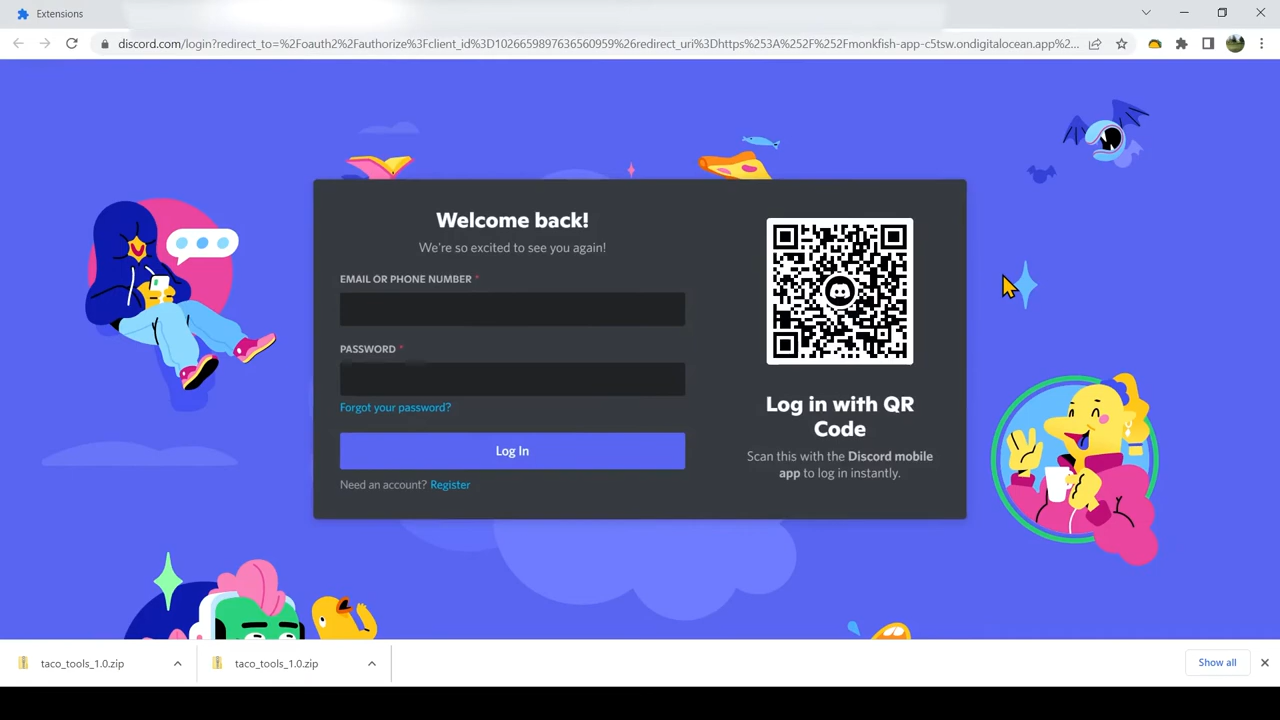 Extensions
discord.com/login?redirect_to=%2Foauth2%2Fauthorize%3Fclient_id%3D1036659897636560959%26redirect_uri%3Dhttps%253A%252F%252Fmonkfish-app-c5tsw.ondigitalocean.app%2...
Welcome back!
We're so excited to see you again!
EMAIL OR PHONE NUMBER *
PASSWORD *
Forgot your password?
Log In
Need an account? Register
Log in with QR
Code
Scan this with the Discord mobile
app to log in instantly.
taco_tools_1.0.zip
taco_tools_1.0.zip
Show all